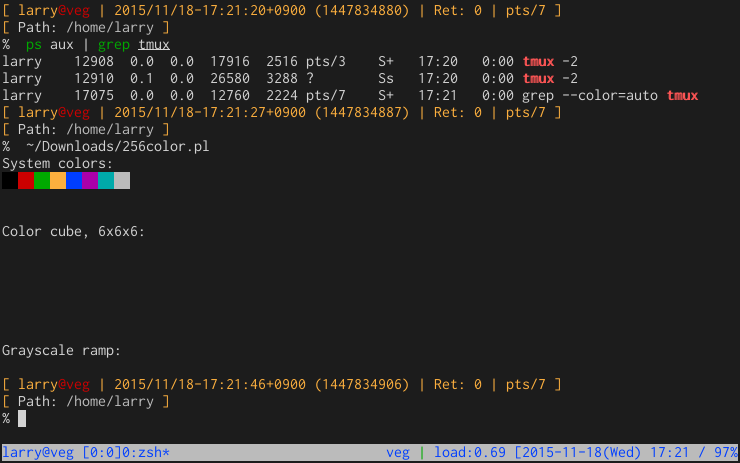 [ larry@veg | 2015/11/18-17:21:20+0900 (1447834880) | Ret: 0 | pts/7 ]
[ Path: /home/larry ]
%  ps aux | grep tmux
larry    12908  0.0  0.0  17916  2516 pts/3    S+   17:20   0:00 tmux -2
larry    12910  0.1  0.0  26580  3288 ?        Ss   17:20   0:00 tmux -2
larry    17075  0.0  0.0  12760  2224 pts/7    S+   17:21   0:00 grep --color=auto tmux
[ larry@veg | 2015/11/18-17:21:27+0900 (1447834887) | Ret: 0 | pts/7 ]
[ Path: /home/larry ]
%  ~/Downloads/256color.pl
System colors:
Color cube, 6x6x6:
Grayscale ramp:
[ larry@veg | 2015/11/18-17:21:46+0900 (1447834906) | Ret: 0 | pts/7 ]
[ Path: /home/larry ]
%
larry@veg [0:0]0:zsh*                           veg | load:0.69 [2015-11-18(Wed) 17:21 / 97%